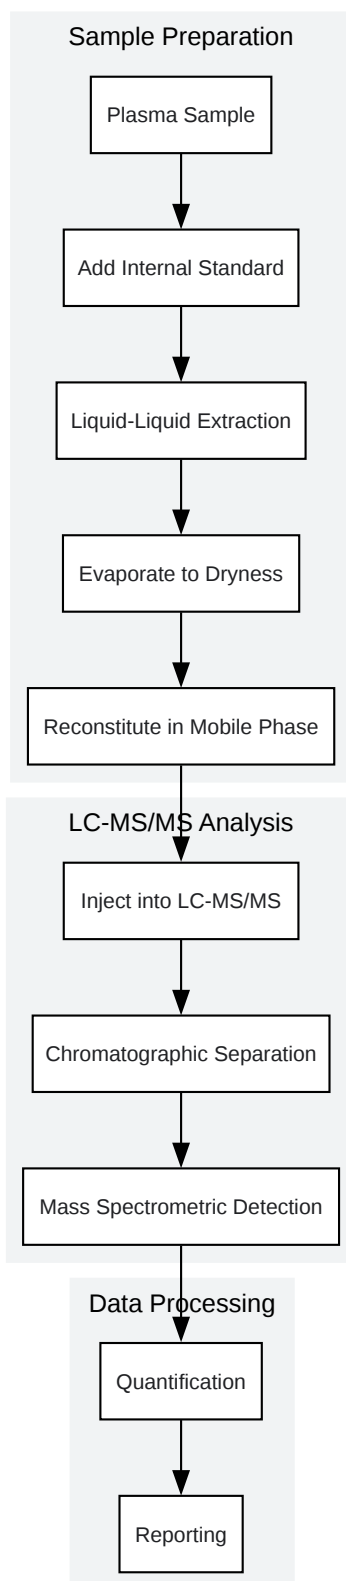 Sample Preparation
Plasma Sample
Add Internal Standard
Liquid-Liquid Extraction
Evaporate to Dryness
Reconstitute in Mobile Phase
LC-MS/MS Analysis
Inject into LC-MS/MS
Chromatographic Separation
Mass Spectrometric Detection
Data Processing
Quantification
Reporting